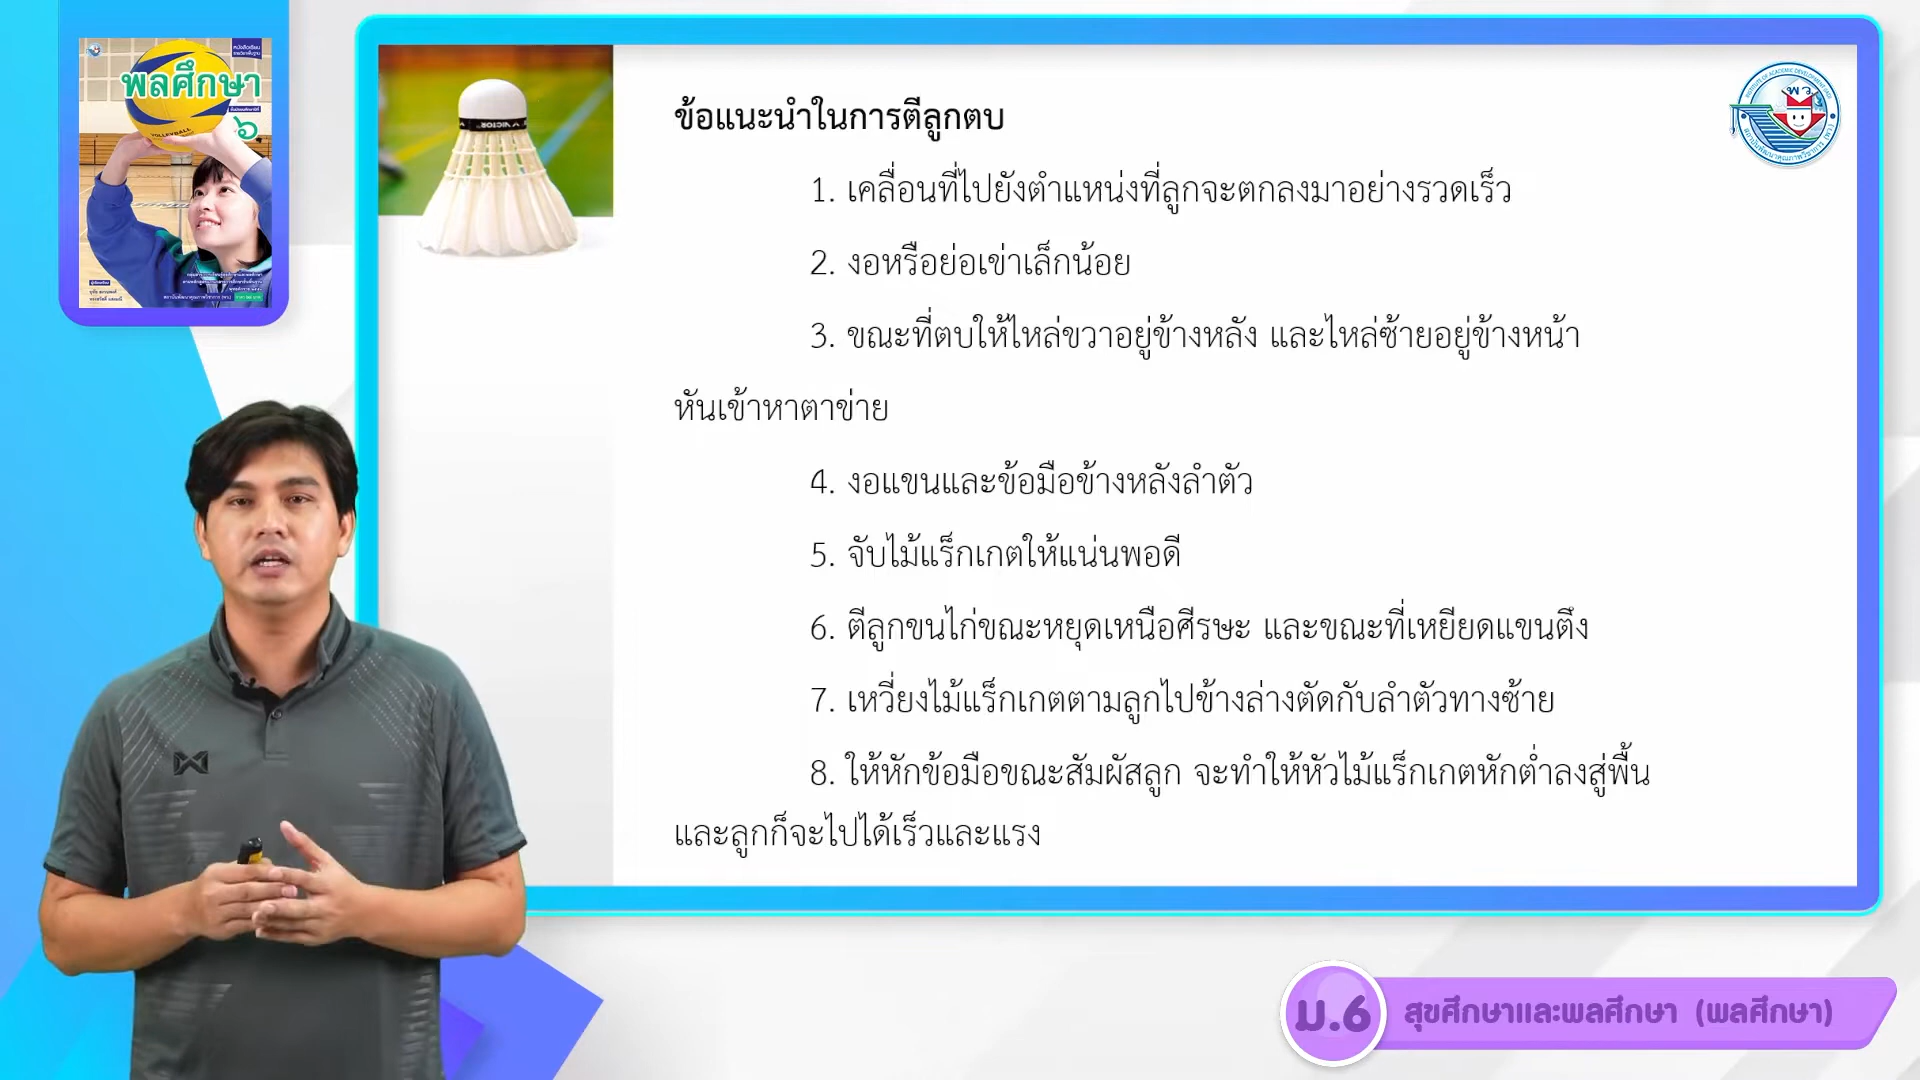 หนังสือเรียน
พลศึกษา
๖
VOLLEYBALL
VICTOR
ข้อแนะนำในการตีลูกตบ
1. เคลื่อนที่ไปยังตำแหน่งที่ลูกจะตกลงมาอย่างรวดเร็ว
2. งอหรือย่อเข่าเล็กน้อย
3. ขณะที่ตบให้ไหล่ขวาอยู่ข้างหลัง และไหล่ซ้ายอยู่ข้างหน้า
หันเข้าหาตาข่าย
4. งอแขนและข้อมือข้างหลังลำตัว
5. จับไม้แร็กเกตให้แน่นพอดี
6. ตีลูกขนไก่ขณะหยุดเหนือศีรษะ และขณะที่เหยียดแขนตึง
7. เหวี่ยงไม้แร็กเกตตามลูกไปข้างล่างตัดกับลำตัวทางซ้าย
8. ให้หักข้อมือขณะสัมผัสลูก จะทำให้หัวไม้แร็กเกตหักต่ำลงสู่พื้น
และลูกก็จะไปได้เร็วและแรง
พว.
ม.6
สุขศึกษาและพลศึกษา (พลศึกษา)